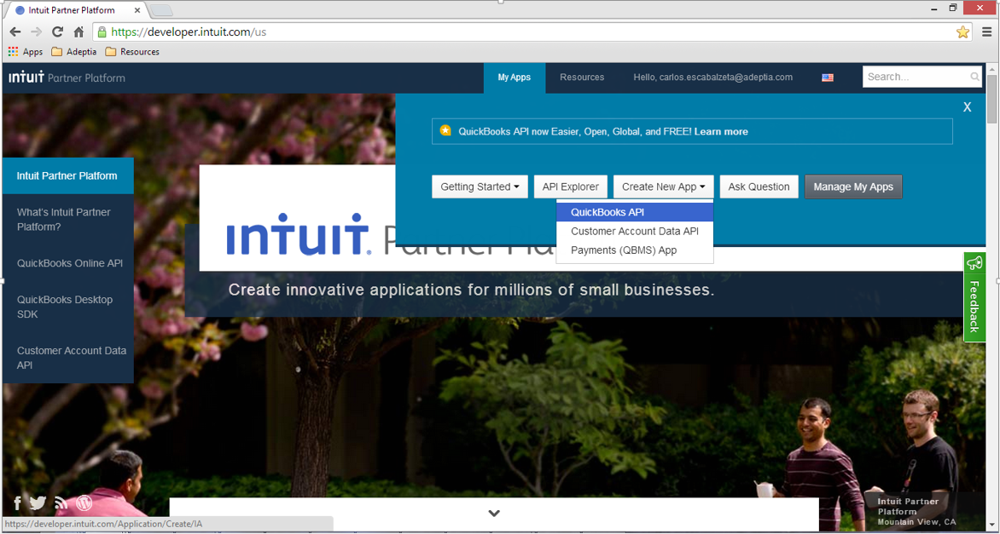 Intuit Partner Platform
https://developer.intuit.com/us
Apps Adeptia Resources
ıntuıt Partner Platform
My Apps Resources Hello, carlos.escabalzeta@adeptia.com Search...
X
QuickBooks API now Easier, Open, Global, and FREE! Learn more
Getting Started API Explorer Create New App Ask Question Manage My Apps
QuickBooks API
Customer Account Data API
Payments (QBMS) App
Intuit Partner Platform
What's Intuit Partner
Platform?
QuickBooks Online API
QuickBooks Desktop
SDK
Customer Account Data
API
intuit®
Create innovative applications for millions of small businesses.
Feedback
Intuit Partner
Platform
Mountain View, CA
https://developer.intuit.com/Application/Create/IA